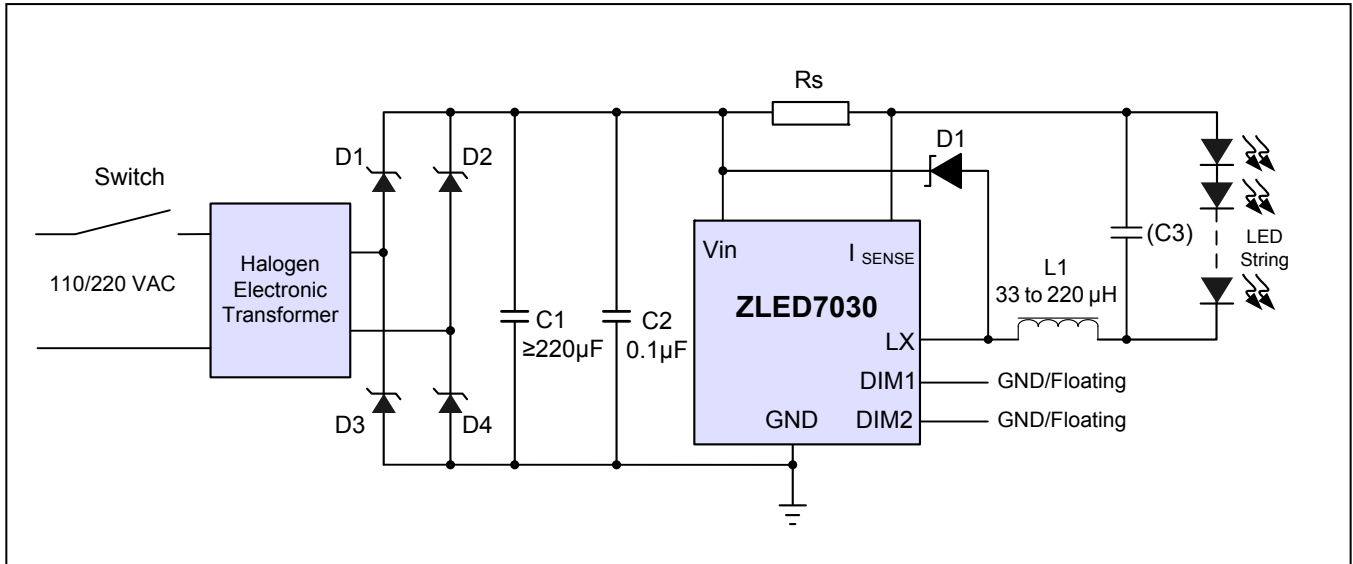 Rs
D1
D2
D1
Switch
Vin
I SENSE
(C3)
LED
String
Halogen
Electronic
Transformer
110/220 VAC
L1
33 to 220 µH
ZLED7030
C1
≥220µF
C2
0.1µF
LX
DIM1
GND/Floating
D3
D4
GND
DIM2
GND/Floating